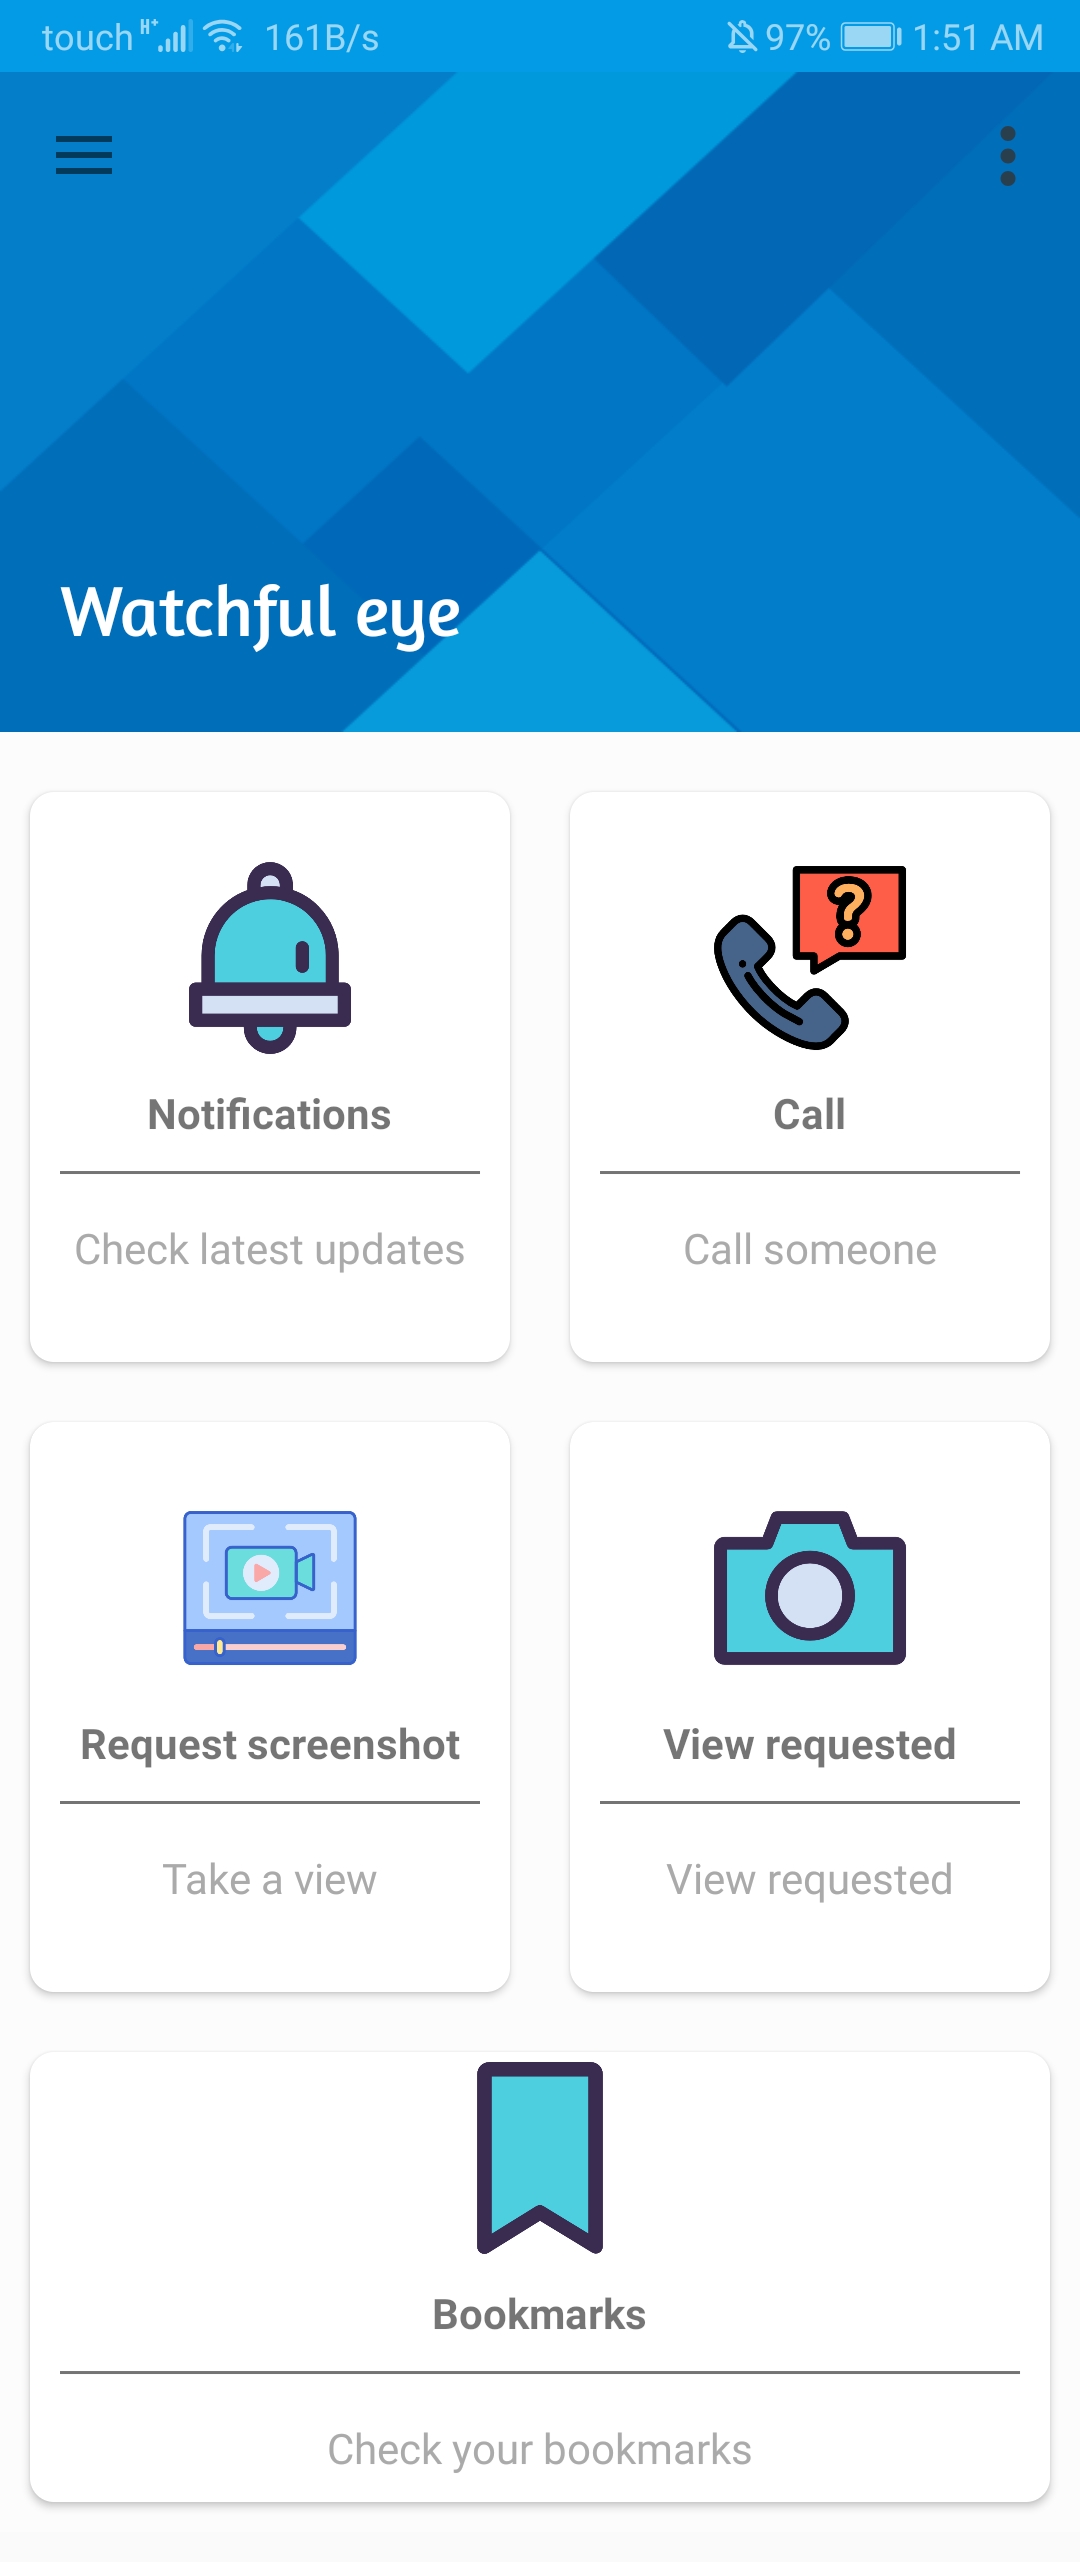 touch H+ 161B/s 97% 1:51 AM
Watchful eye
Notifications
Check latest updates
?
Call
Call someone
Request screenshot
Take a view
View requested
View requested
Bookmarks
Check your bookmarks